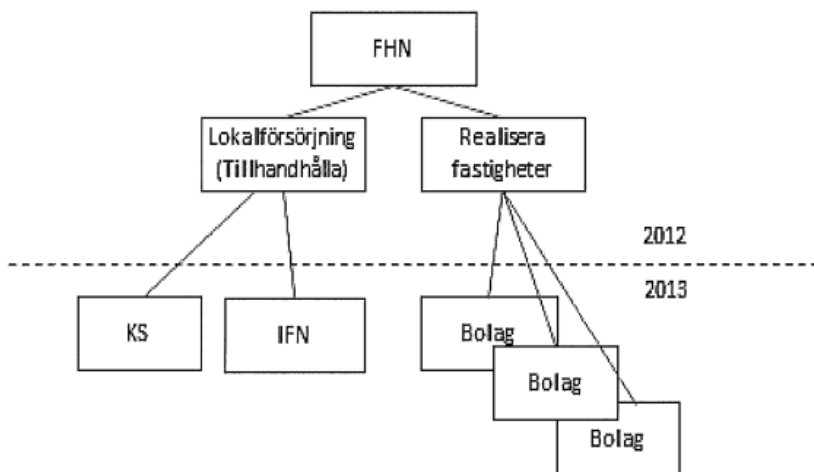 FHN
Lokalförsörjning
(Tillhandhålla)
Realisera
fastigheter
2012
2013
KS
IFN
Bolag
Bolag
Bolag